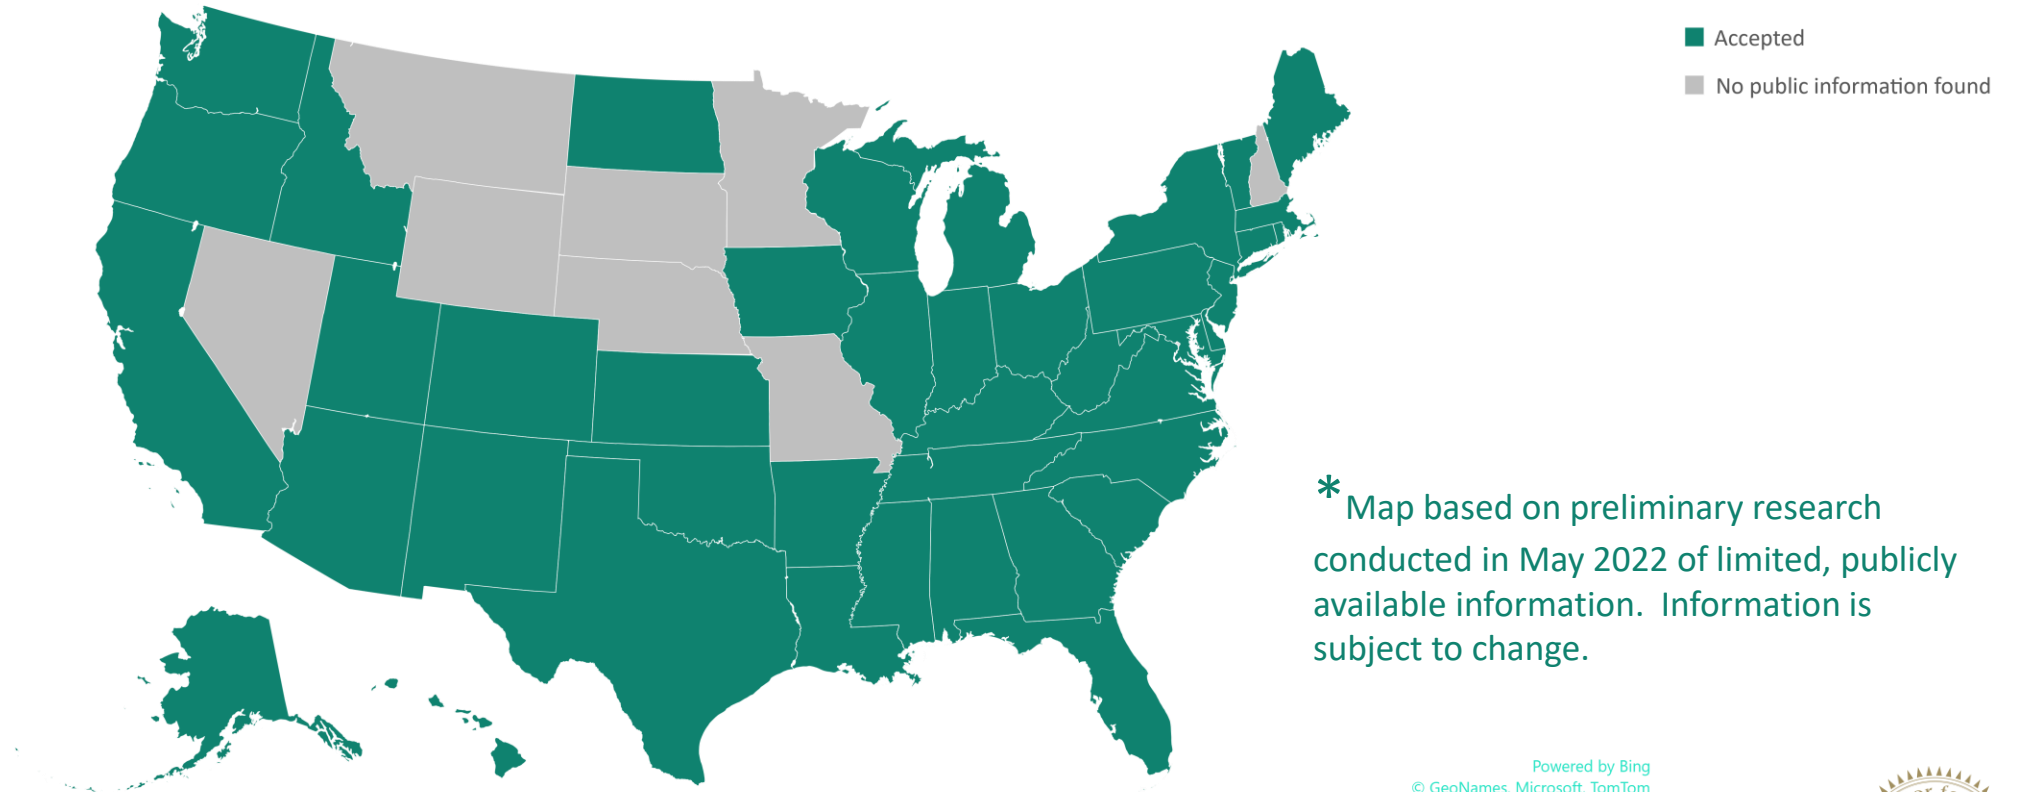 Accepted
No public information found
*Map based on preliminary research
conducted in May 2022 of limited, publicly
available information.  Information is
subject to change.
Powered by Bing
© GeoNames, Microsoft, TomTom